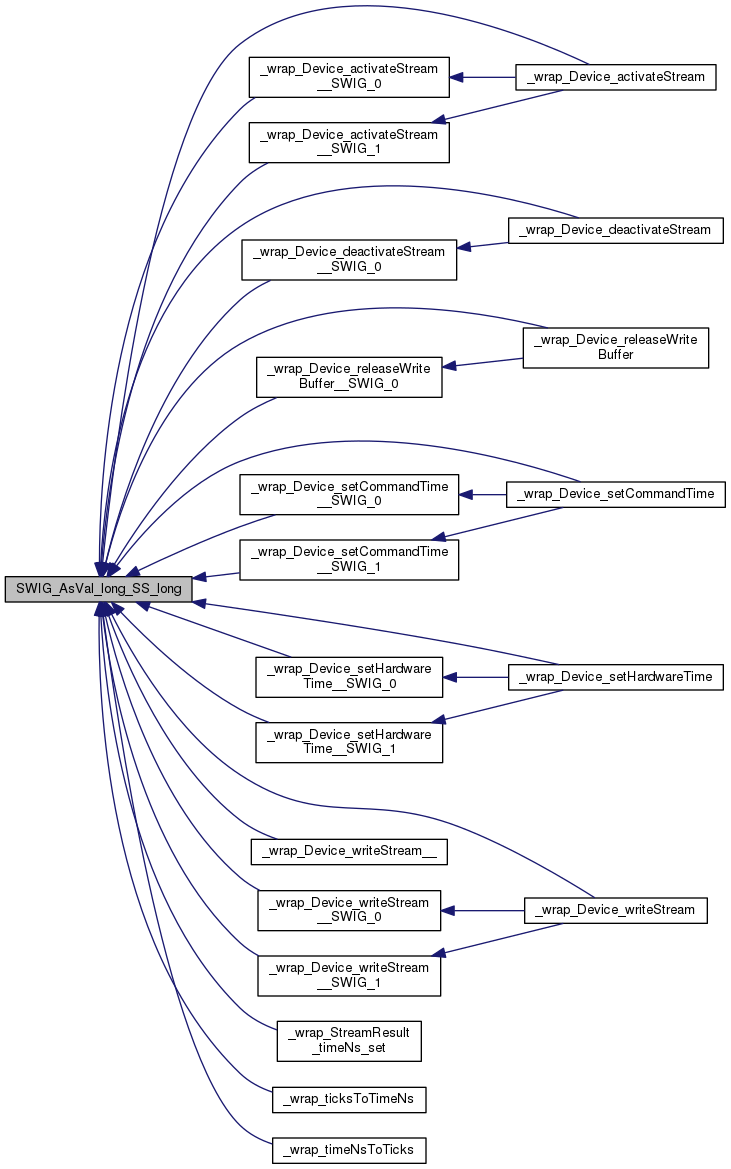 _wrap_Device_activateStream
__SWIG_0
_wrap_Device_activateStream
_wrap_Device_activateStream
__SWIG_1
_wrap_Device_deactivateStream
_wrap_Device_deactivateStream
__SWIG_0
_wrap_Device_releaseWrite
Buffer
_wrap_Device_releaseWrite
Buffer__SWIG_0
_wrap_Device_setCommandTime
__SWIG_0
_wrap_Device_setCommandTime
_wrap_Device_setCommandTime
__SWIG_1
SWIG_AsVal_long_SS_long
_wrap_Device_setHardware
Time__SWIG_0
_wrap_Device_setHardwareTime
_wrap_Device_setHardware
Time__SWIG_1
_wrap_Device_writeStream__
_wrap_Device_writeStream
__SWIG_0
_wrap_Device_writeStream
_wrap_Device_writeStream
__SWIG_1
_wrap_StreamResult
_timeNs_set
_wrap_ticksToTimeNs
_wrap_timeNsToTicks